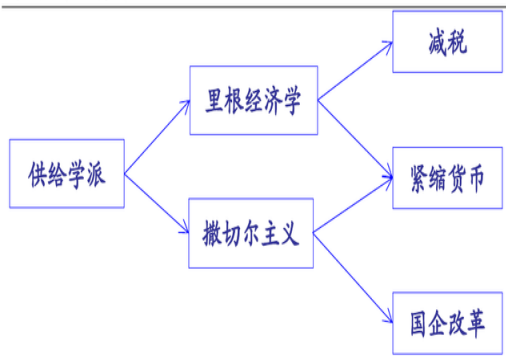 减税
里根经济学
供给学派
紧缩货币
撒切尔主义
国企改革